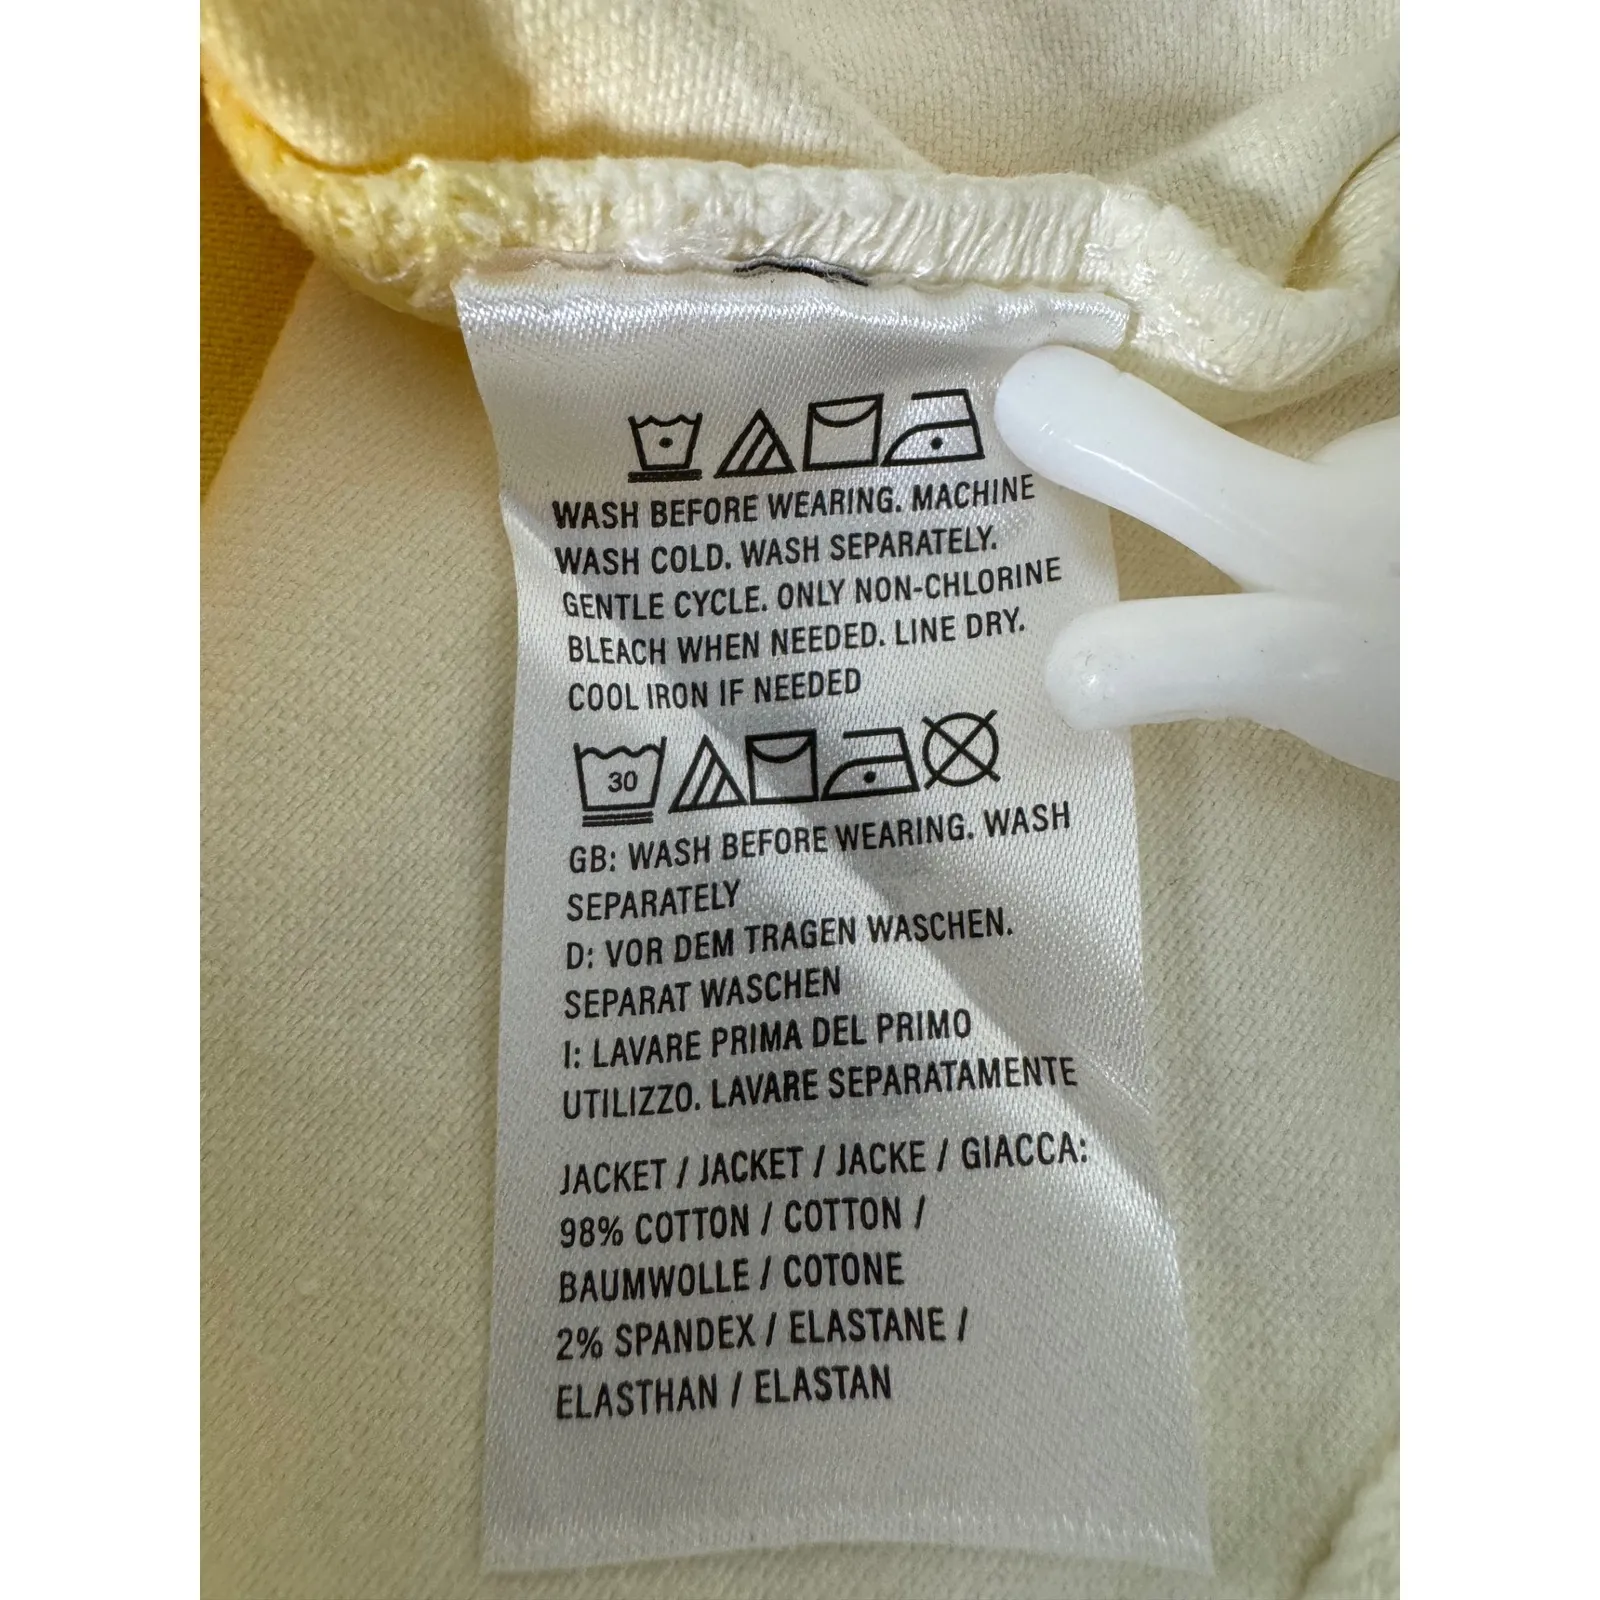 WASH BEFORE WEARING. MACHINE
WASH COLD. WASH SEPARATELY.
GENTLE CYCLE. ONLY NON-CHLORINE
BLEACH WHEN NEEDED. LINE DRY.
COOL IRON IF NEEDED
30
GB: WASH BEFORE WEARING. WASH
SEPARATELY
D: VOR DEM TRAGEN WASCHEN.
SEPARAT WASCHEN
I: LAVARE PRIMA DEL PRIMO
UTILIZZO. LAVARE SEPARATAMENTE
JACKET / JACKET / JACKE / GIACCA:
98% COTTON / COTTON /
BAUMWOLLE / COTONE
2% SPANDEX / ELASTANE /
ELASTHAN / ELASTAN